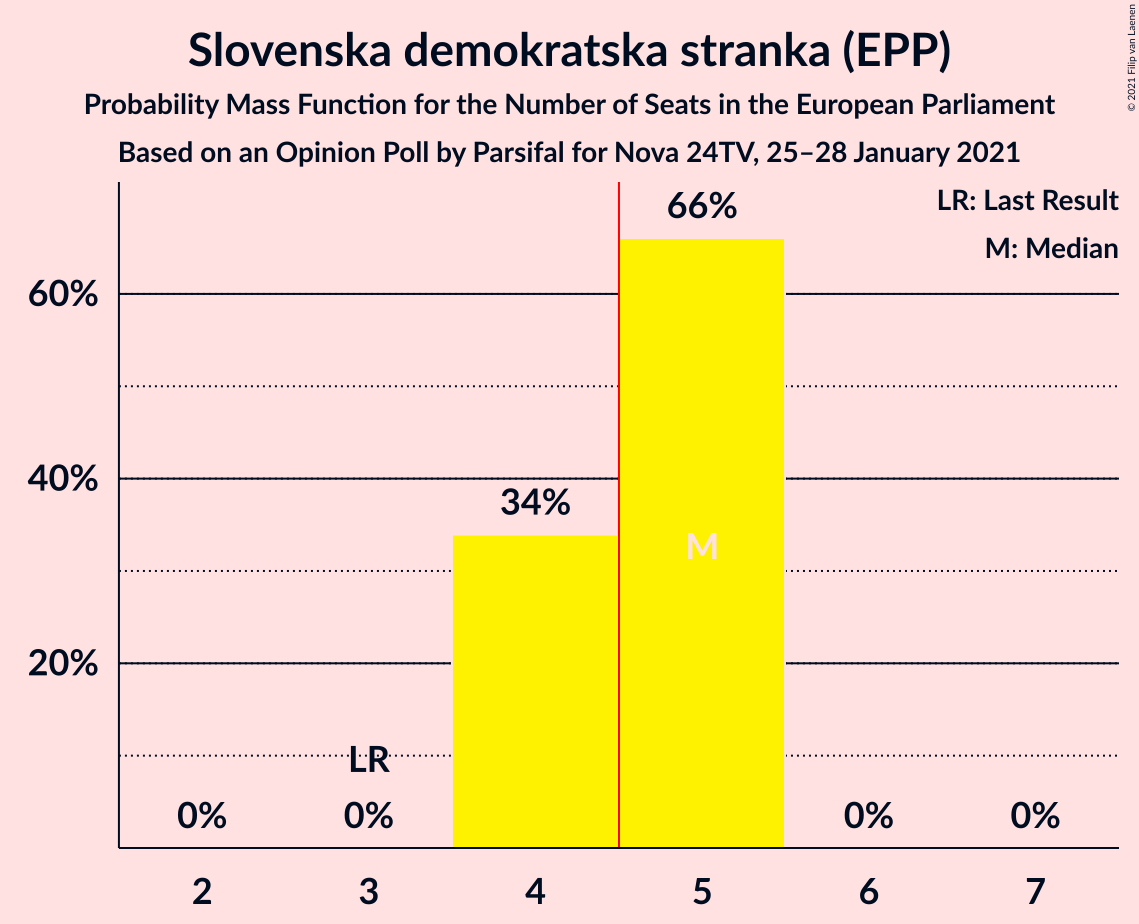 Slovenska demokratska stranka (EPP)
Probability Mass Function for the Number of Seats in the European Parliament
Based on an Opinion Poll by Parsifal for Nova 24TV, 25–28 January 2021
© 2021 Filip van Laenen
LR: Last Result
M: Median
66%
60%
40%
34%
M
20%
LR
0% 0% 0% 0%
2 3 4 5 6 7